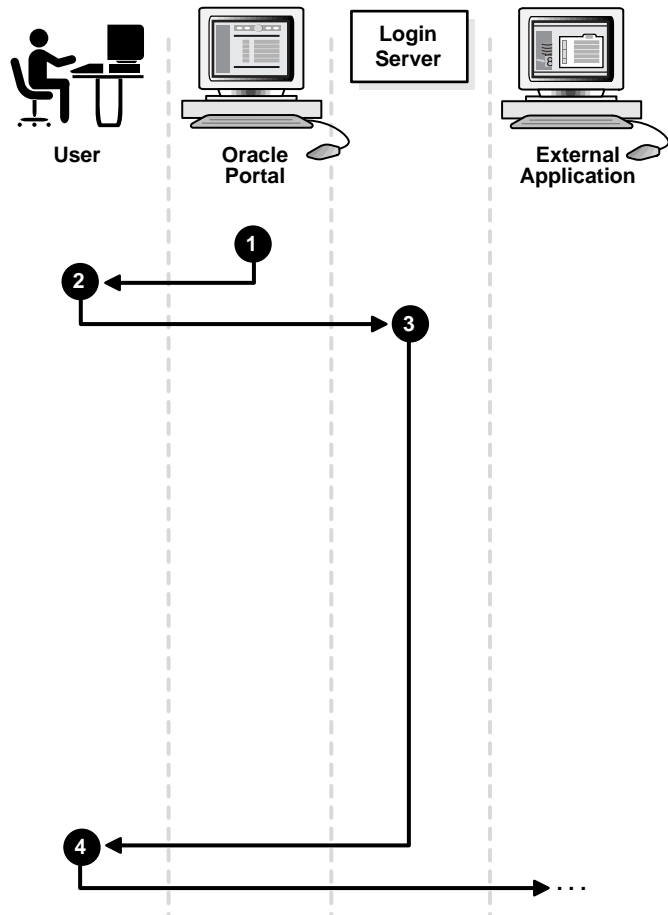 Login
Server
User
Oracle
Portal
External
Application
1
2
3
4
...